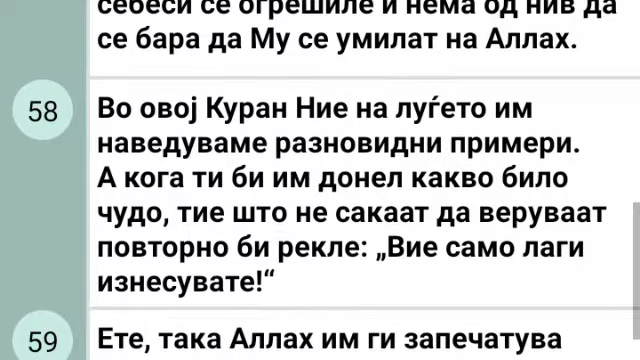 себеси се огрешиле и нема од нив да
се бара да Му се умилат на Аллах.
58
Во овој Куран Ние на луѓето им
наведуваме разновидни примери.
А кога ти би им донел какво било
чудо, тие што не сакаат да веруваат
повторно би рекле: „Вие само лаги
изнесувате!“
59
Ете, така Аллах им ги запечатува